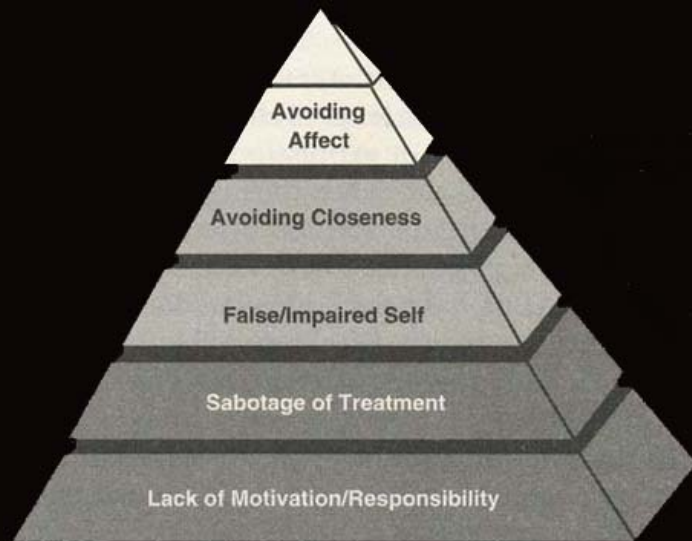 Avoiding
Affect
Avoiding Closeness
False/Impaired Self
Sabotage of Treatment
Lack of Motivation/Responsibility